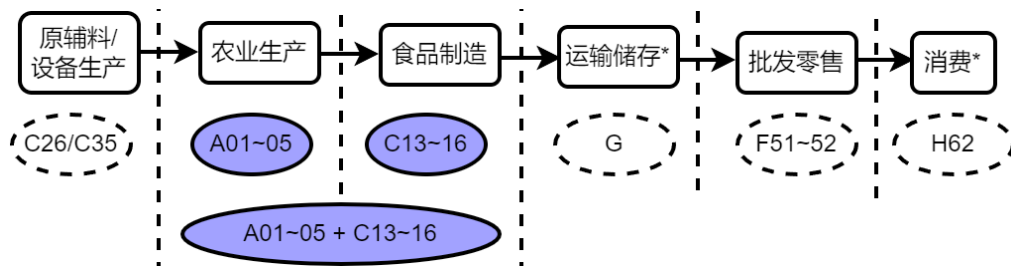 原辅料/
设备生产
农业生产
食品制造
运输储存*
批发零售
消费*
C26/C35
A01~05
C13~16
G
F51~52
H62
A01~05 + C13~16